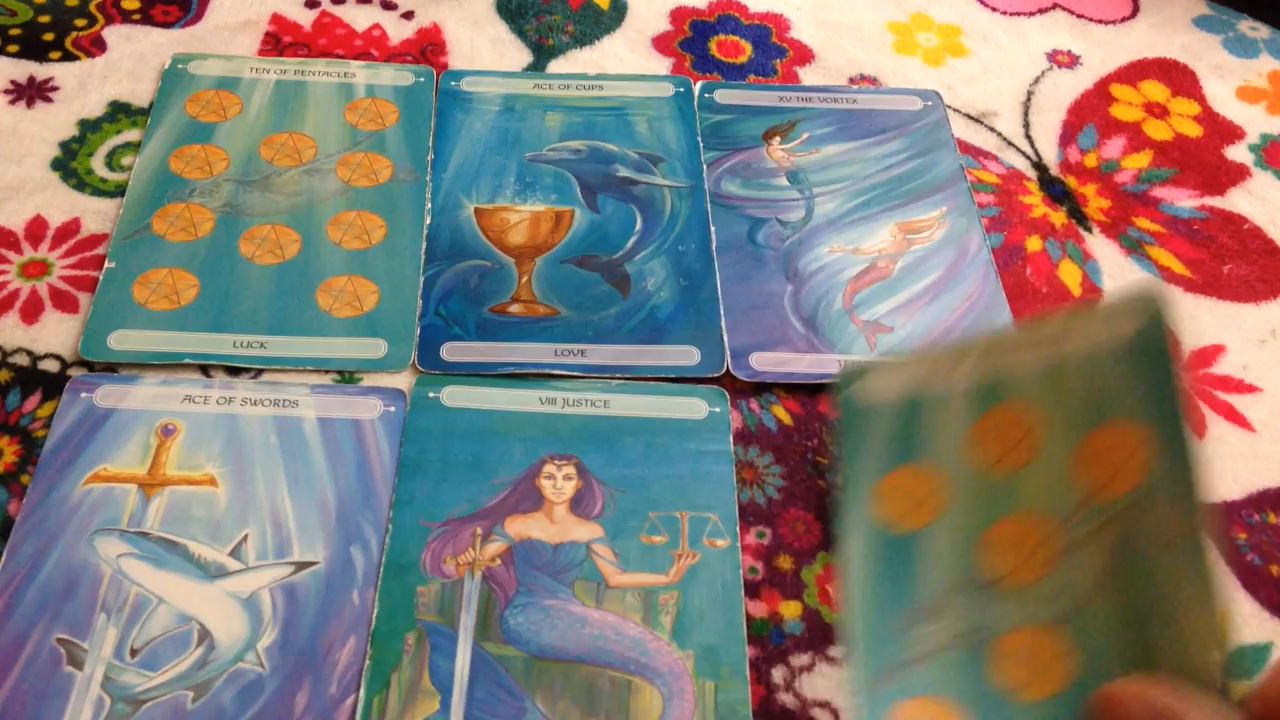 TEN OF PENTACLES
ACE OF CUPS
XV THE VORTEX
LUCK
LOVE
ACE OF SWORDS
VIII JUSTICE